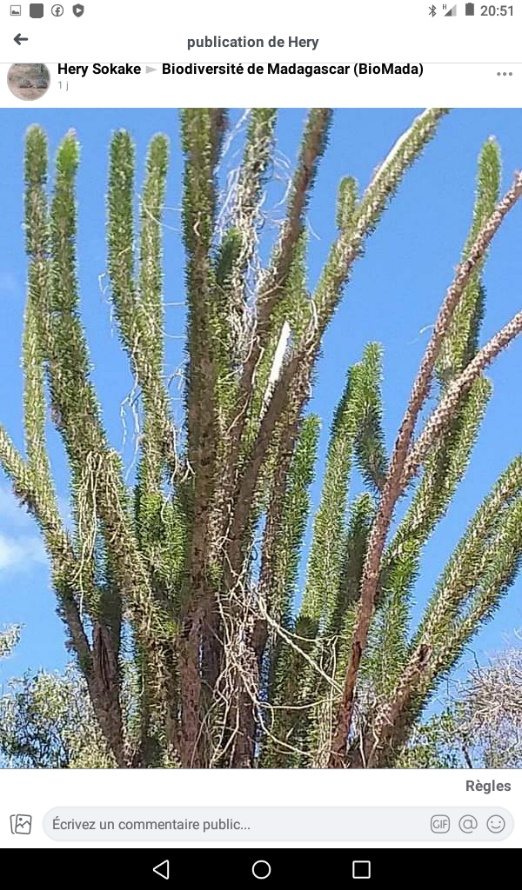 20:51
publication de Hery
Hery Sokake ► Biodiversité de Madagascar (BioMada)
1 j
Règles
Écrivez un commentaire public...
GIF